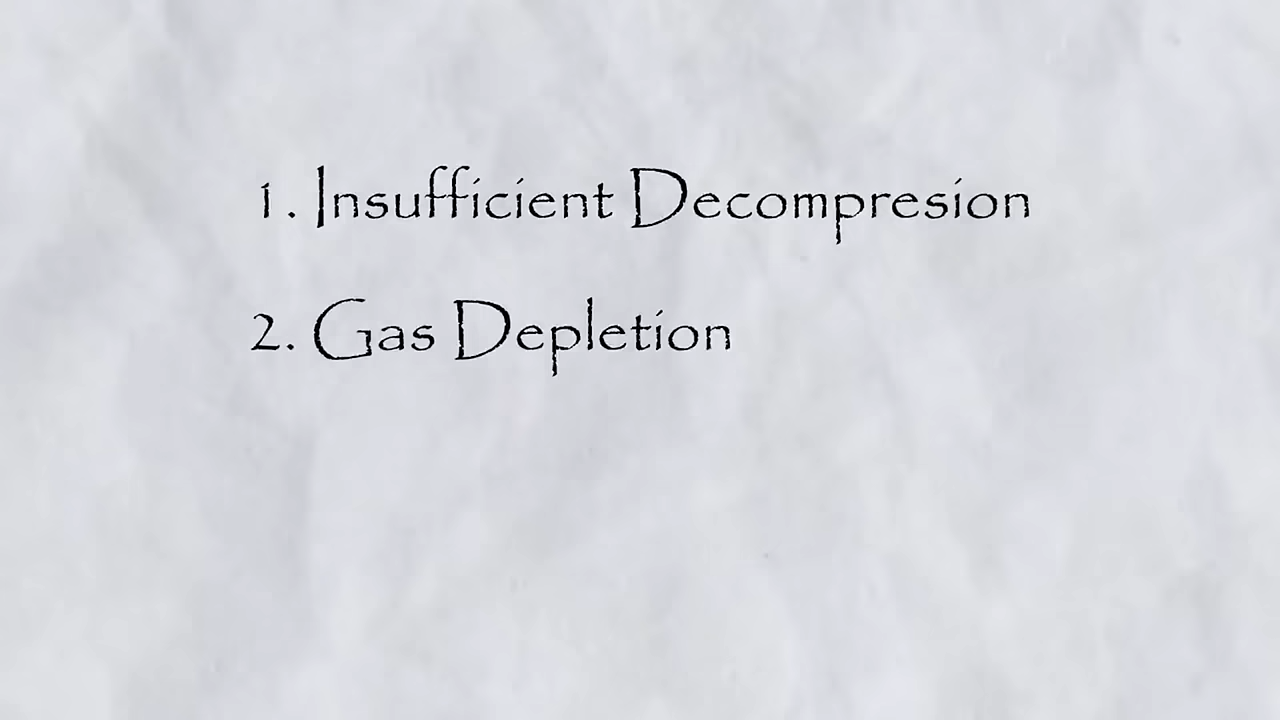 1. Insufficient Decompresion
2. Gas Depletion